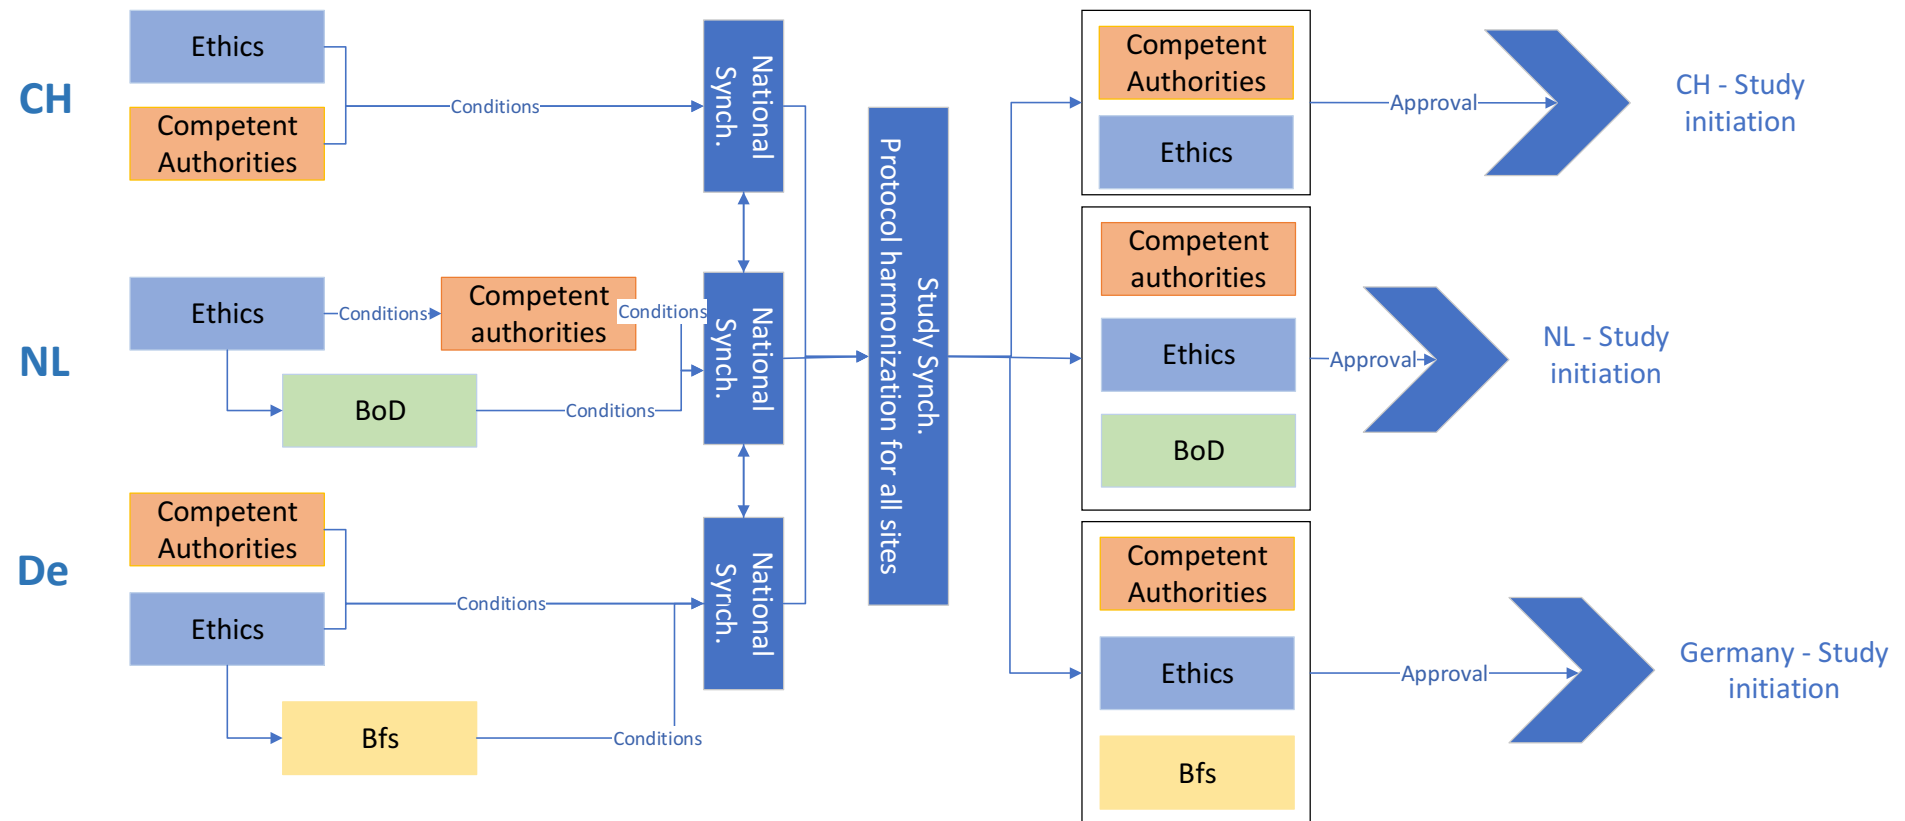 CH
Ethics
Competent
Authorities
Conditions
National
Synch.
NL
Ethics
Conditions
Competent
authorities
Conditions
BoD
Conditions
National
Synch.
De
Competent
Authorities
Ethics
Conditions
Bfs
Conditions
National
Synch.
Study Synch.
Protocol harmonization for all sites
Competent
Authorities
Ethics
Approval
CH - Study
initiation
Competent
authorities
Ethics
BoD
Approval
NL - Study
initiation
Competent
Authorities
Ethics
Bfs
Approval
Germany - Study
initiation